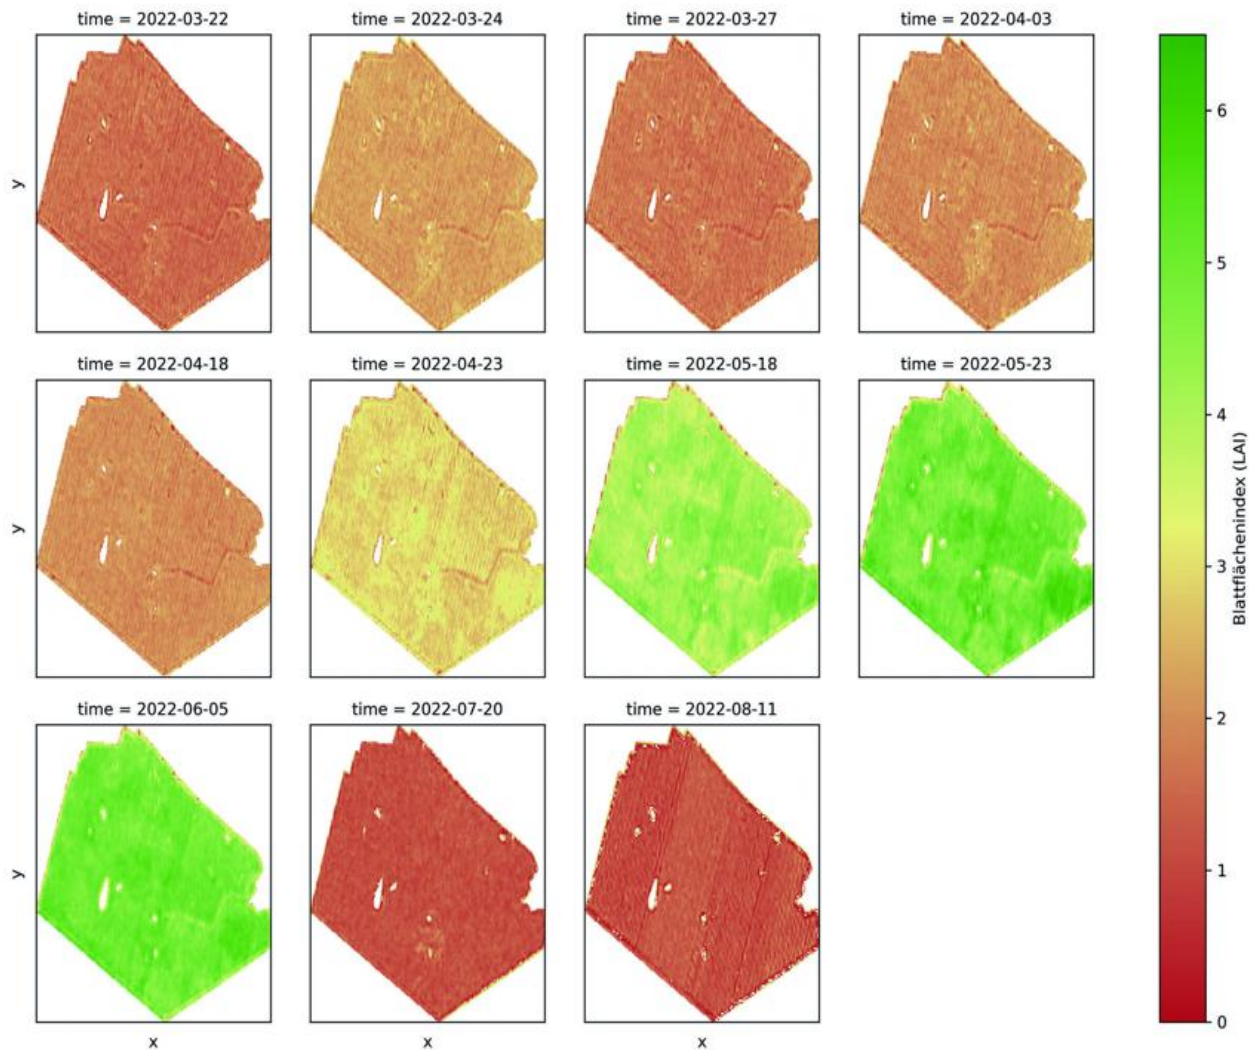 time = 2022-03-22
time = 2022-03-24
time = 2022-03-27
time = 2022-04-03
y
time = 2022-04-18
time = 2022-04-23
time = 2022-05-18
time = 2022-05-23
y
time = 2022-06-05
time = 2022-07-20
time = 2022-08-11
y
x
x
x
6
5
4
3
2
1
0
Blattflächenindex (LAI)